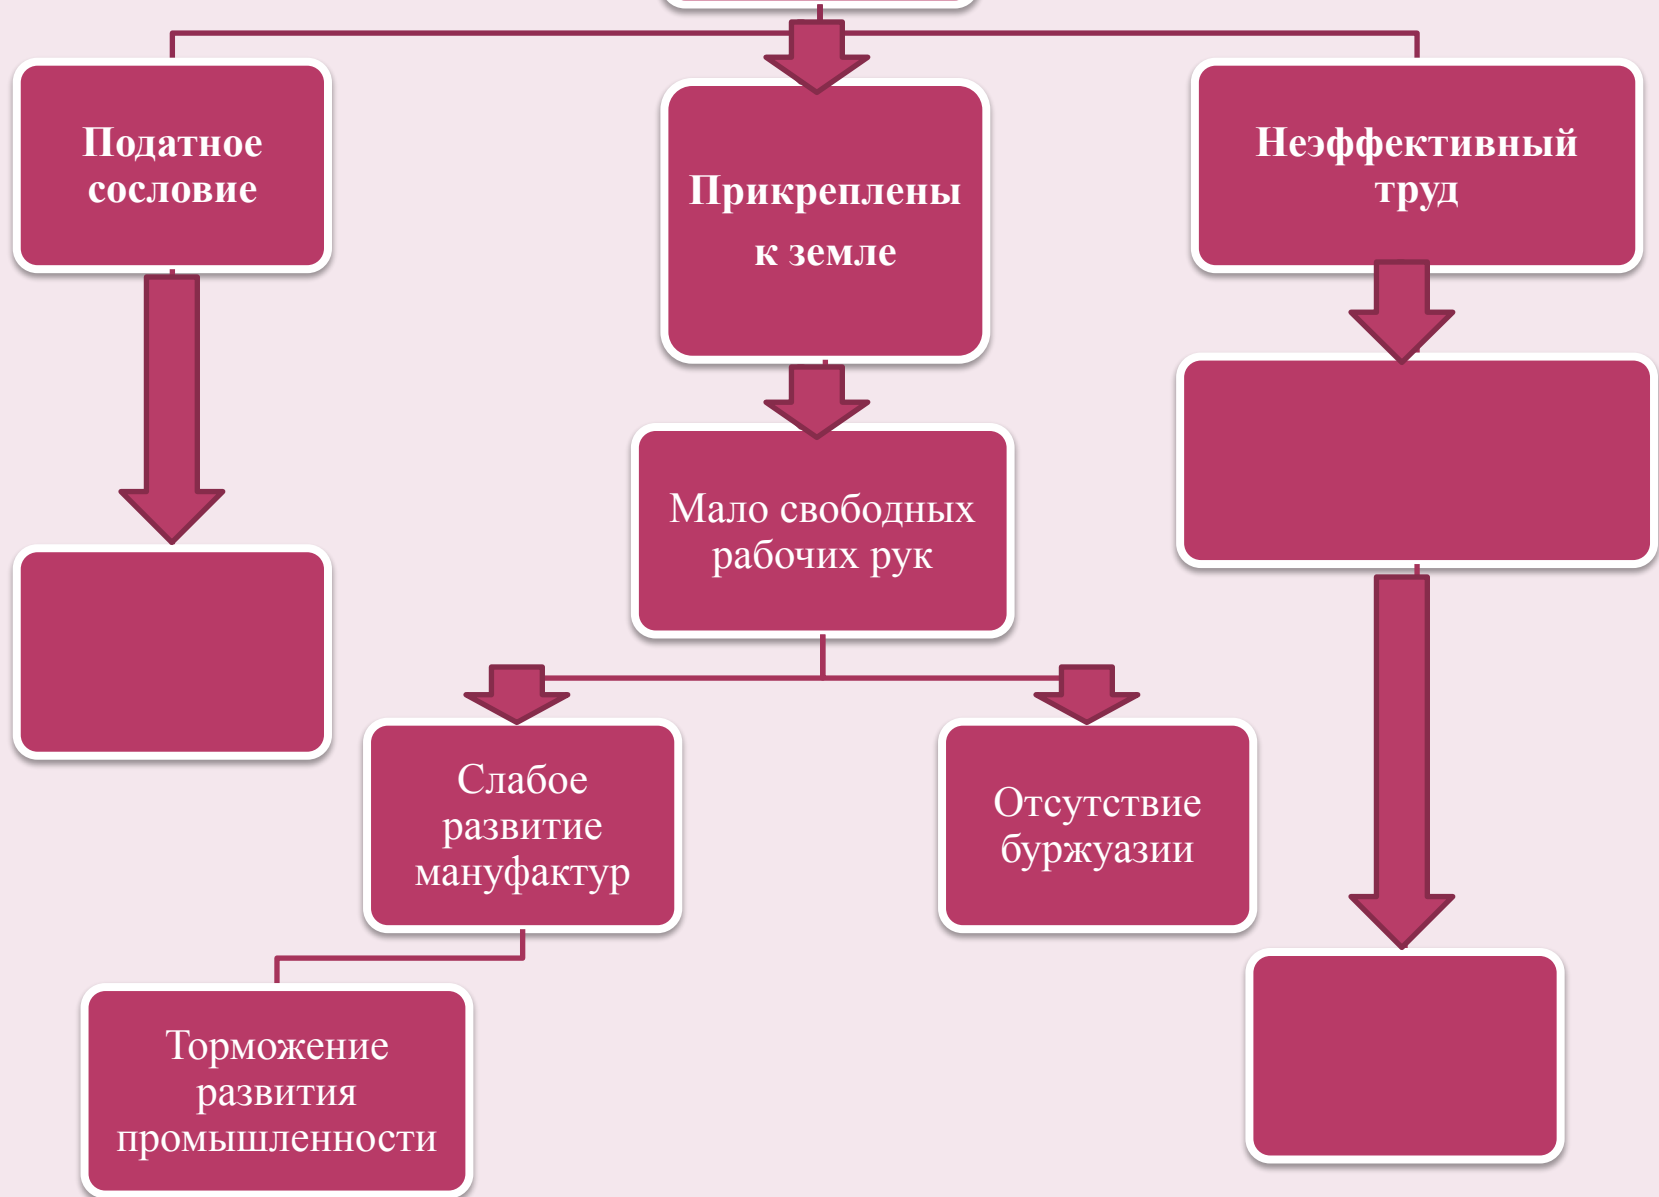 Податное
сословие
Прикреплены
к земле
Неэффективный
труд
Мало свободных
рабочих рук
Слабое
развитие
мануфактур
Отсутствие
буржуазии
Торможение
развития
промышленности